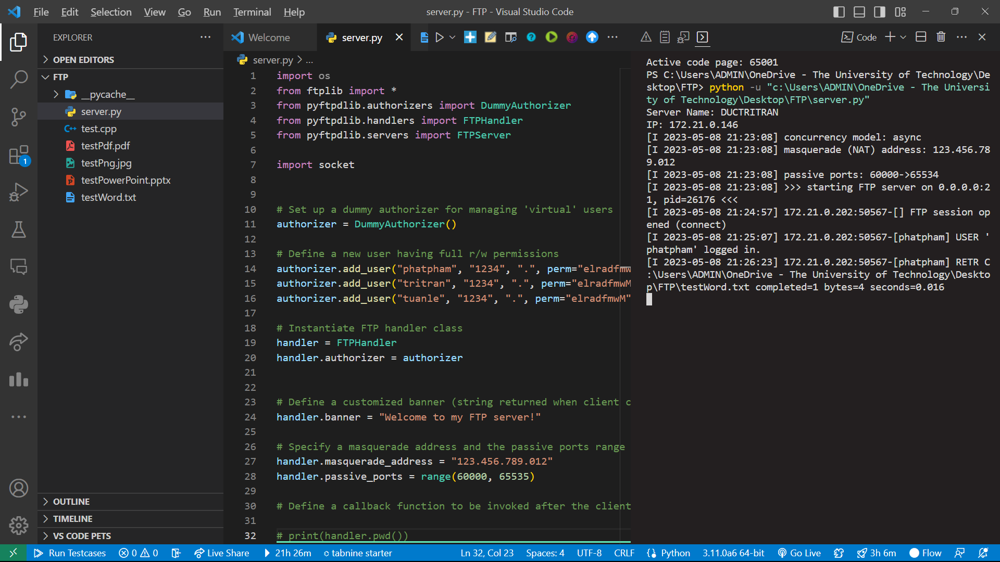 File Edit Selection View Go Run Terminal Help
server.py - FTP - Visual Studio Code
EXPLORER
OPEN EDITORS
FTP
__pycache__
server.py
test.cpp
testPdf.pdf
testPng.jpg
testPowerPoint.pptx
testWord.txt
OUTLINE
TIMELINE
VS CODE PETS
1
Welcome
server.py
server.py > ...
1 import os
2 from ftplib import *
3 from pyftpdlib.authorizers import DummyAuthorizer
4 from pyftpdlib.handlers import FTPHandler
5 from pyftpdlib.servers import FTPServer
6
7 import socket
8
9
10 # Set up a dummy authorizer for managing 'virtual' users
11 authorizer = DummyAuthorizer()
12
13 # Define a new user having full r/w permissions
14 authorizer.add_user("phatpham", "1234", ".", perm="elradfmw
15 authorizer.add_user("tritran", "1234", ".", perm="elradfmwM
16 authorizer.add_user("tuanle", "1234", ".", perm="elradfmwM"
17
18 # Instantiate FTP handler class
19 handler = FTPHandler
20 handler.authorizer = authorizer
21
22
23 # Define a customized banner (string returned when client c
24 handler.banner = "Welcome to my FTP server!"
25
26 # Specify a masquerade address and the passive ports range
27 handler.masquerade_address = "123.456.789.012"
28 handler.passive_ports = range(60000, 65535)
29
30 # Define a callback function to be invoked after the client
31
32 # print(handler.pwd())
Code
Active code page: 65001
PS C:\Users\ADMIN\OneDrive - The University of Technology\De
sktop\FTP> python -u "c:\Users\ADMIN\OneDrive - The Universi
ty of Technology\Desktop\FTP\server.py"
Server Name: DUCTRITRAN
IP: 172.21.0.146
[I 2023-05-08 21:23:08] concurrency model: async
[I 2023-05-08 21:23:08] masquerade (NAT) address: 123.456.78
9.012
[I 2023-05-08 21:23:08] passive ports: 60000->65534
[I 2023-05-08 21:23:08] >>> starting FTP server on 0.0.0.0:2
1, pid=26176 <<<
[I 2023-05-08 21:24:57] 172.21.0.202:50567-[] FTP session op
ened (connect)
[I 2023-05-08 21:25:07] 172.21.0.202:50567-[phatpham] USER '
phatpham' logged in.
[I 2023-05-08 21:26:23] 172.21.0.202:50567-[phatpham] RETR C
:\Users\ADMIN\OneDrive - The University of Technology\Deskto
p\FTP\testWord.txt completed=1 bytes=4 seconds=0.016
Run Testcases 0 0 Live Share 21h 26m tabnine starter Ln 32, Col 23 Spaces: 4 UTF-8 CRLF Python 3.11.0a6 64-bit Go Live 3h 6m Flow